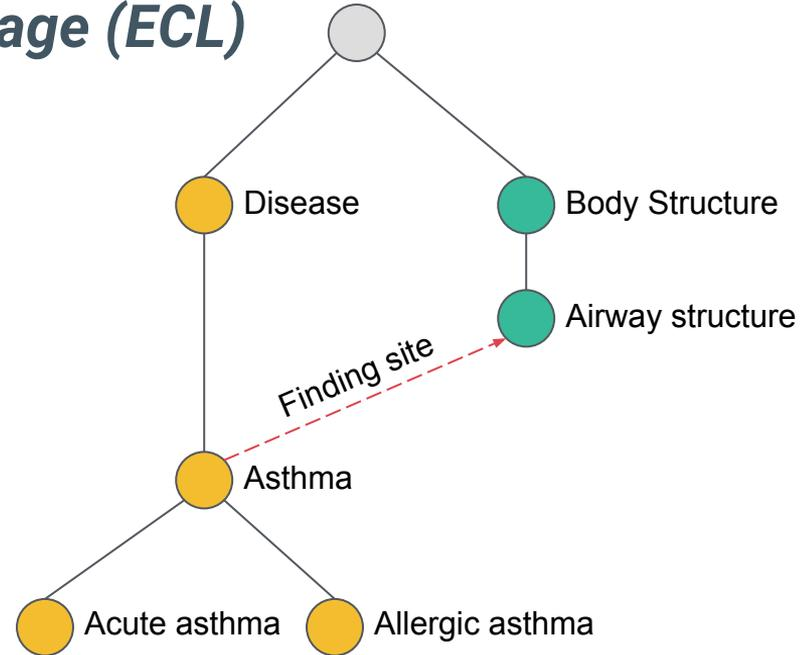 age (ECL)
Disease
Body Structure
Airway structure
Finding site
Asthma
Acute asthma
Allergic asthma